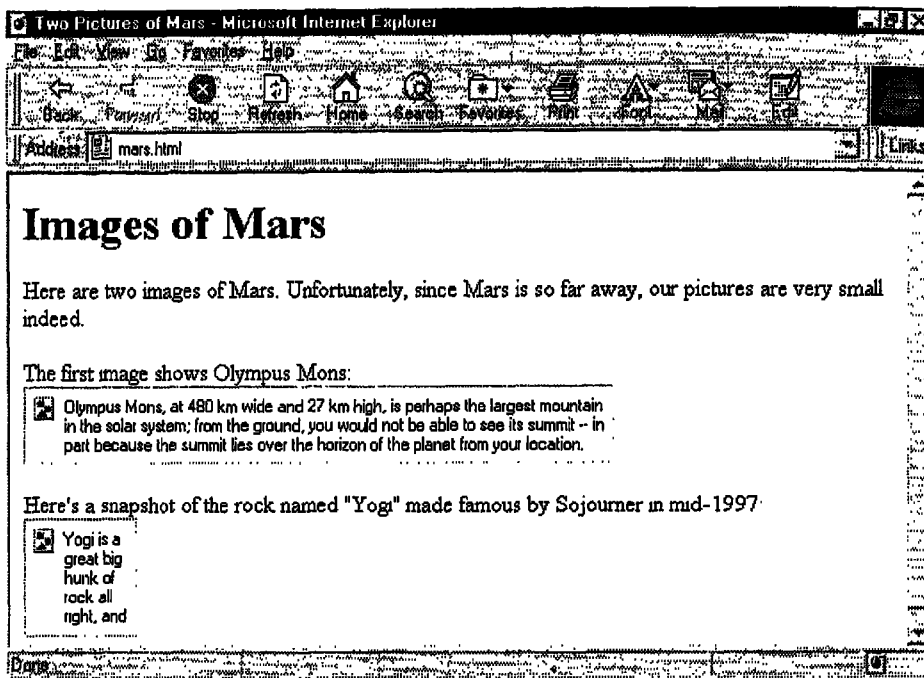 Two Pictures of Mars - Microsoft Internet Explorer
File Edit View Go Favorites Help
Back Forward Stop Refresh Home Search Favorites Print Font Mail Edit
Address mars.html Links
Images of Mars
Here are two images of Mars. Unfortunately, since Mars is so far away, our pictures are very small
indeed.
The first image shows Olympus Mons:
Olympus Mons, at 480 km wide and 27 km high, is perhaps the largest mountain
in the solar system; from the ground, you would not be able to see its summit -- in
part because the summit lies over the horizon of the planet from your location.
Here's a snapshot of the rock named "Yogi" made famous by Sojourner in mid-1997
Yogi is a
great big
hunk of
rock all
right, and
Done